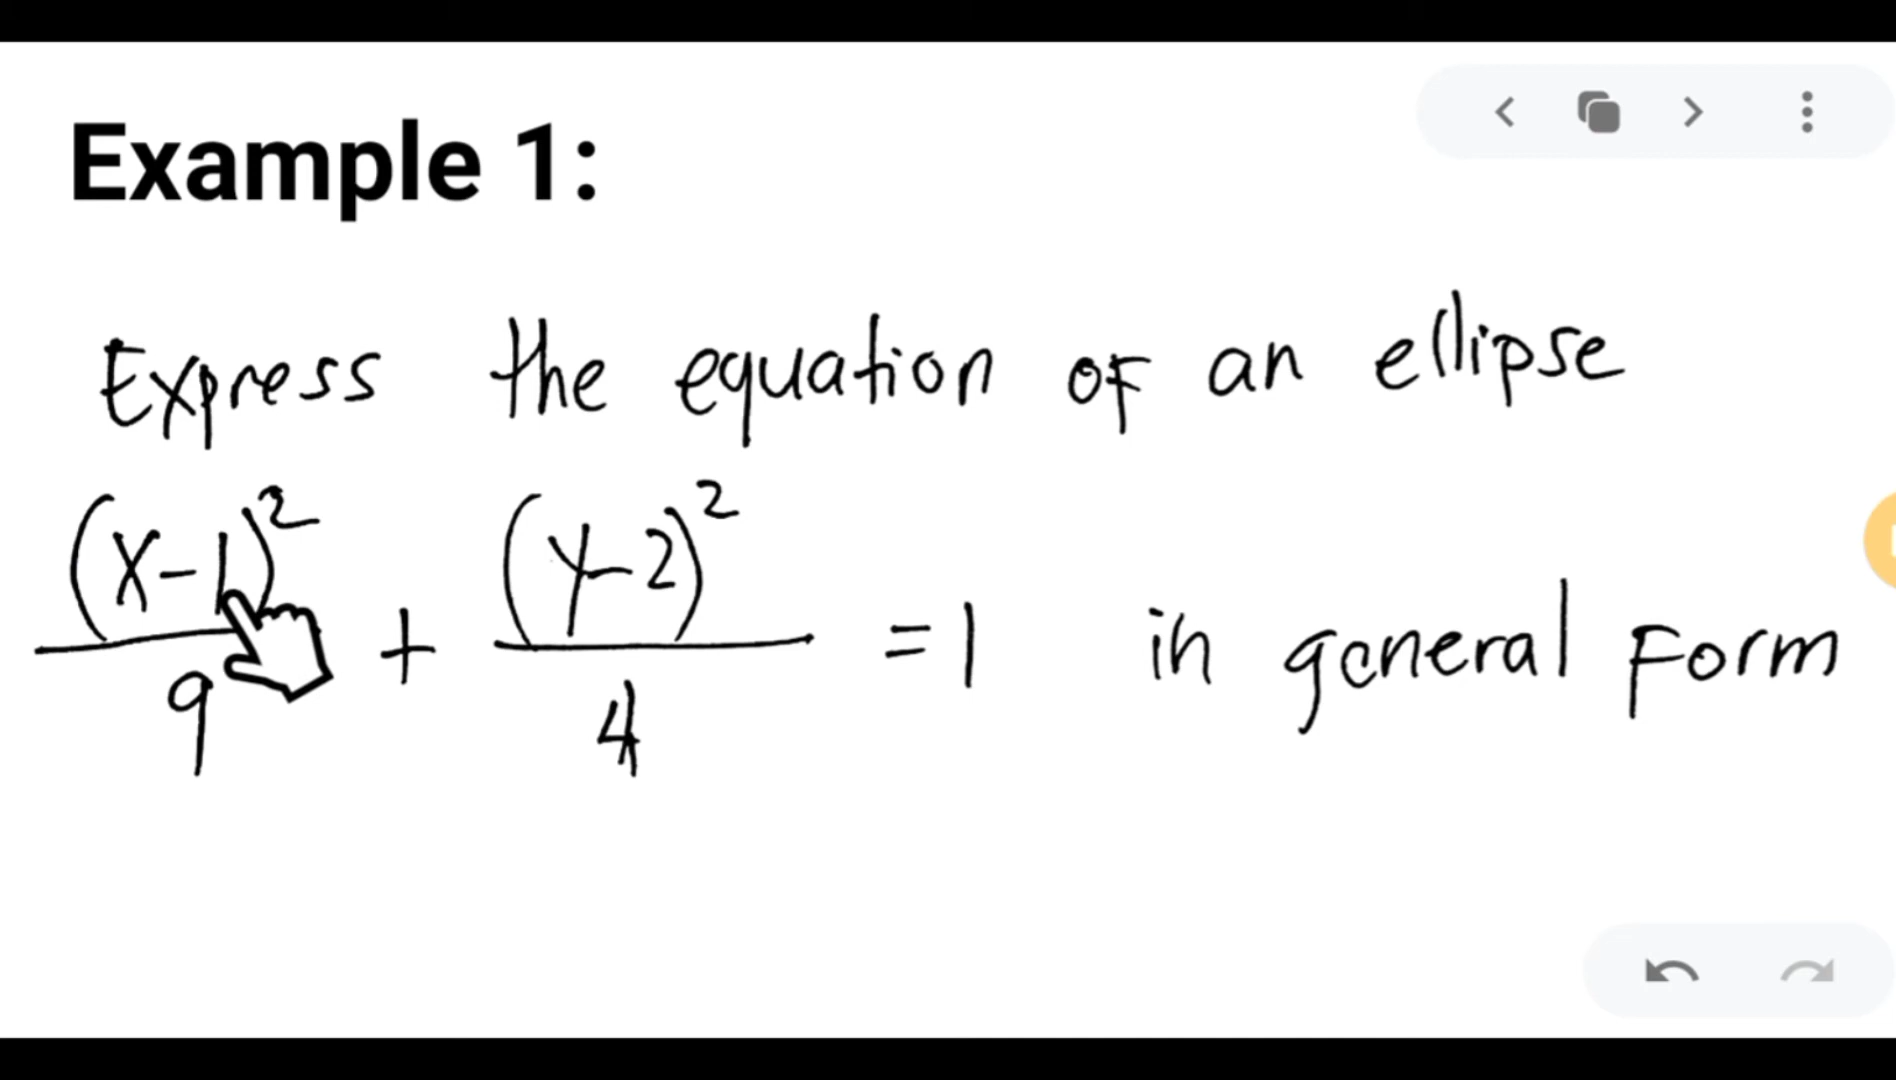 Example 1:
Express the equation of an ellipse
(x-1)²/9 + (y-2)²/4 = 1 in general Form